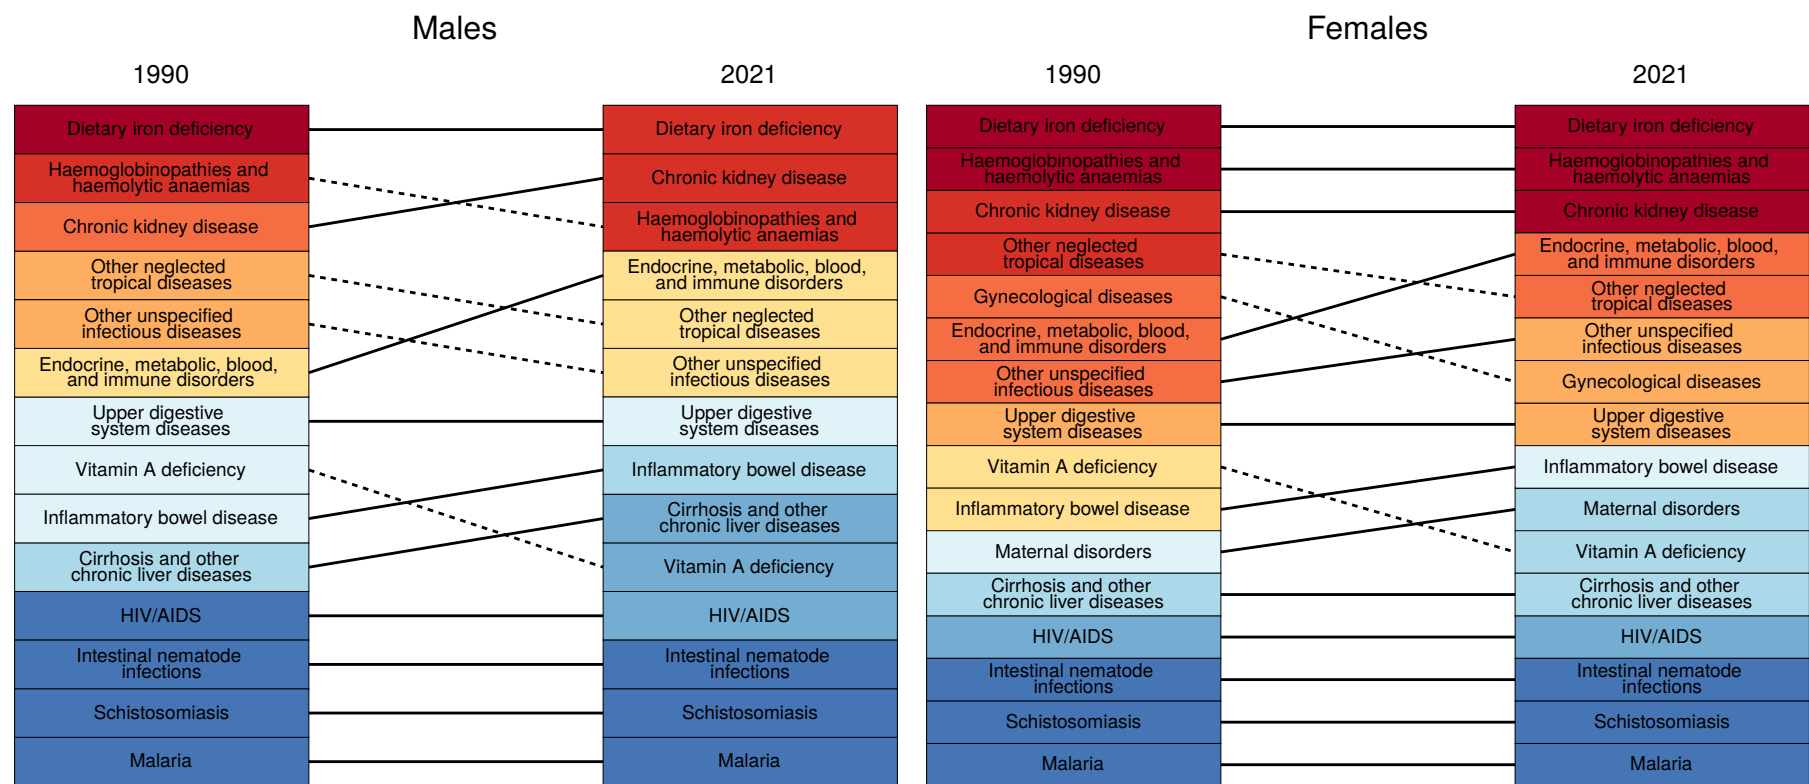 Males
1990
2021
Dietary iron deficiency
Haemoglobinopathies and
haemolytic anaemias
Chronic kidney disease
Other neglected
tropical diseases
Other unspecified
infectious diseases
Endocrine, metabolic, blood,
and immune disorders
Upper digestive
system diseases
Vitamin A deficiency
Inflammatory bowel disease
Cirrhosis and other
chronic liver diseases
HIV/AIDS
Intestinal nematode
infections
Schistosomiasis
Malaria
Dietary iron deficiency
Chronic kidney disease
Haemoglobinopathies and
haemolytic anaemias
Endocrine, metabolic, blood,
and immune disorders
Other neglected
tropical diseases
Other unspecified
infectious diseases
Upper digestive
system diseases
Inflammatory bowel disease
Cirrhosis and other
chronic liver diseases
Vitamin A deficiency
HIV/AIDS
Intestinal nematode
infections
Schistosomiasis
Malaria
Females
1990
2021
Dietary iron deficiency
Haemoglobinopathies and
haemolytic anaemias
Chronic kidney disease
Other neglected
tropical diseases
Gynecological diseases
Endocrine, metabolic, blood,
and immune disorders
Other unspecified
infectious diseases
Upper digestive
system diseases
Vitamin A deficiency
Inflammatory bowel disease
Maternal disorders
Cirrhosis and other
chronic liver diseases
HIV/AIDS
Intestinal nematode
infections
Schistosomiasis
Malaria
Dietary iron deficiency
Haemoglobinopathies and
haemolytic anaemias
Chronic kidney disease
Endocrine, metabolic, blood,
and immune disorders
Other neglected
tropical diseases
Other unspecified
infectious diseases
Gynecological diseases
Upper digestive
system diseases
Inflammatory bowel disease
Maternal disorders
Vitamin A deficiency
Cirrhosis and other
chronic liver diseases
HIV/AIDS
Intestinal nematode
infections
Schistosomiasis
Malaria